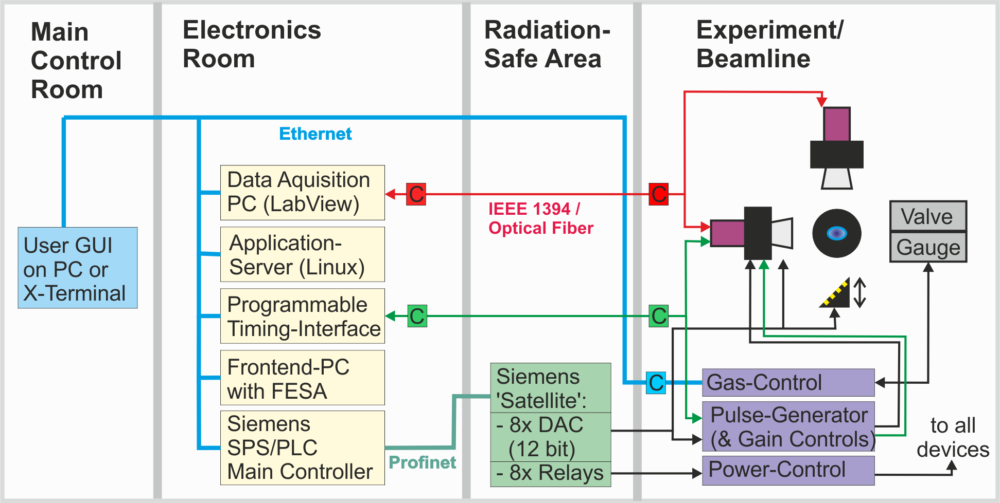 Main
Control
Room
Electronics
Room
Radiation-
Safe Area
Experiment/
Beamline
Ethernet
User GUI
on PC or
X-Terminal
Data Aquisition
PC (LabView)
C
C
IEEE 1394 /
Optical Fiber
Application-
Server (Linux)
Programmable
Timing-Interface
C
C
Frontend-PC
with FESA
Siemens
SPS/PLC
Main Controller
Profinet
Siemens
'Satellite':
- 8x DAC
(12 bit)
- 8x Relays
C
Valve
Gauge
Gas-Control
Pulse-Generator
(& Gain Controls)
Power-Control
to all
devices